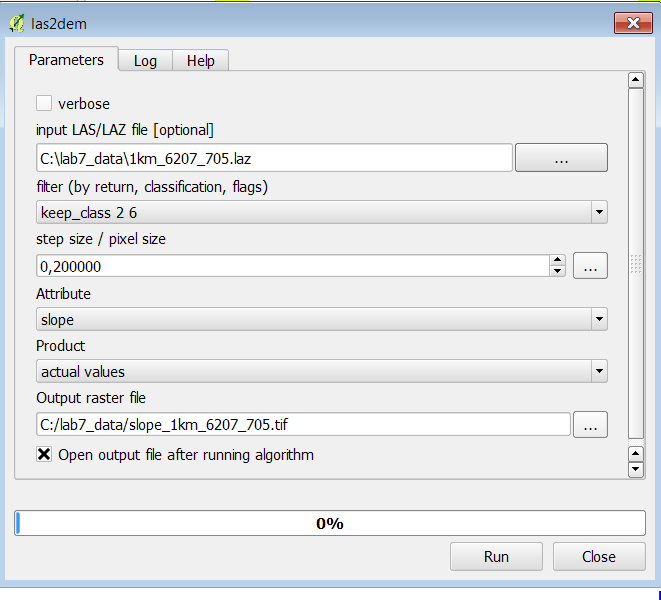 las2dem
Parameters Log Help
verbose
input LAS/LAZ file [optional]
C:\lab7_data\1km_6207_705.laz ...
filter (by return, classification, flags)
keep_class 2 6
step size / pixel size
0,200000 ...
Attribute
slope
Product
actual values
Output raster file
C:/lab7_data/slope_1km_6207_705.tif ...
Open output file after running algorithm
0%
Run Close